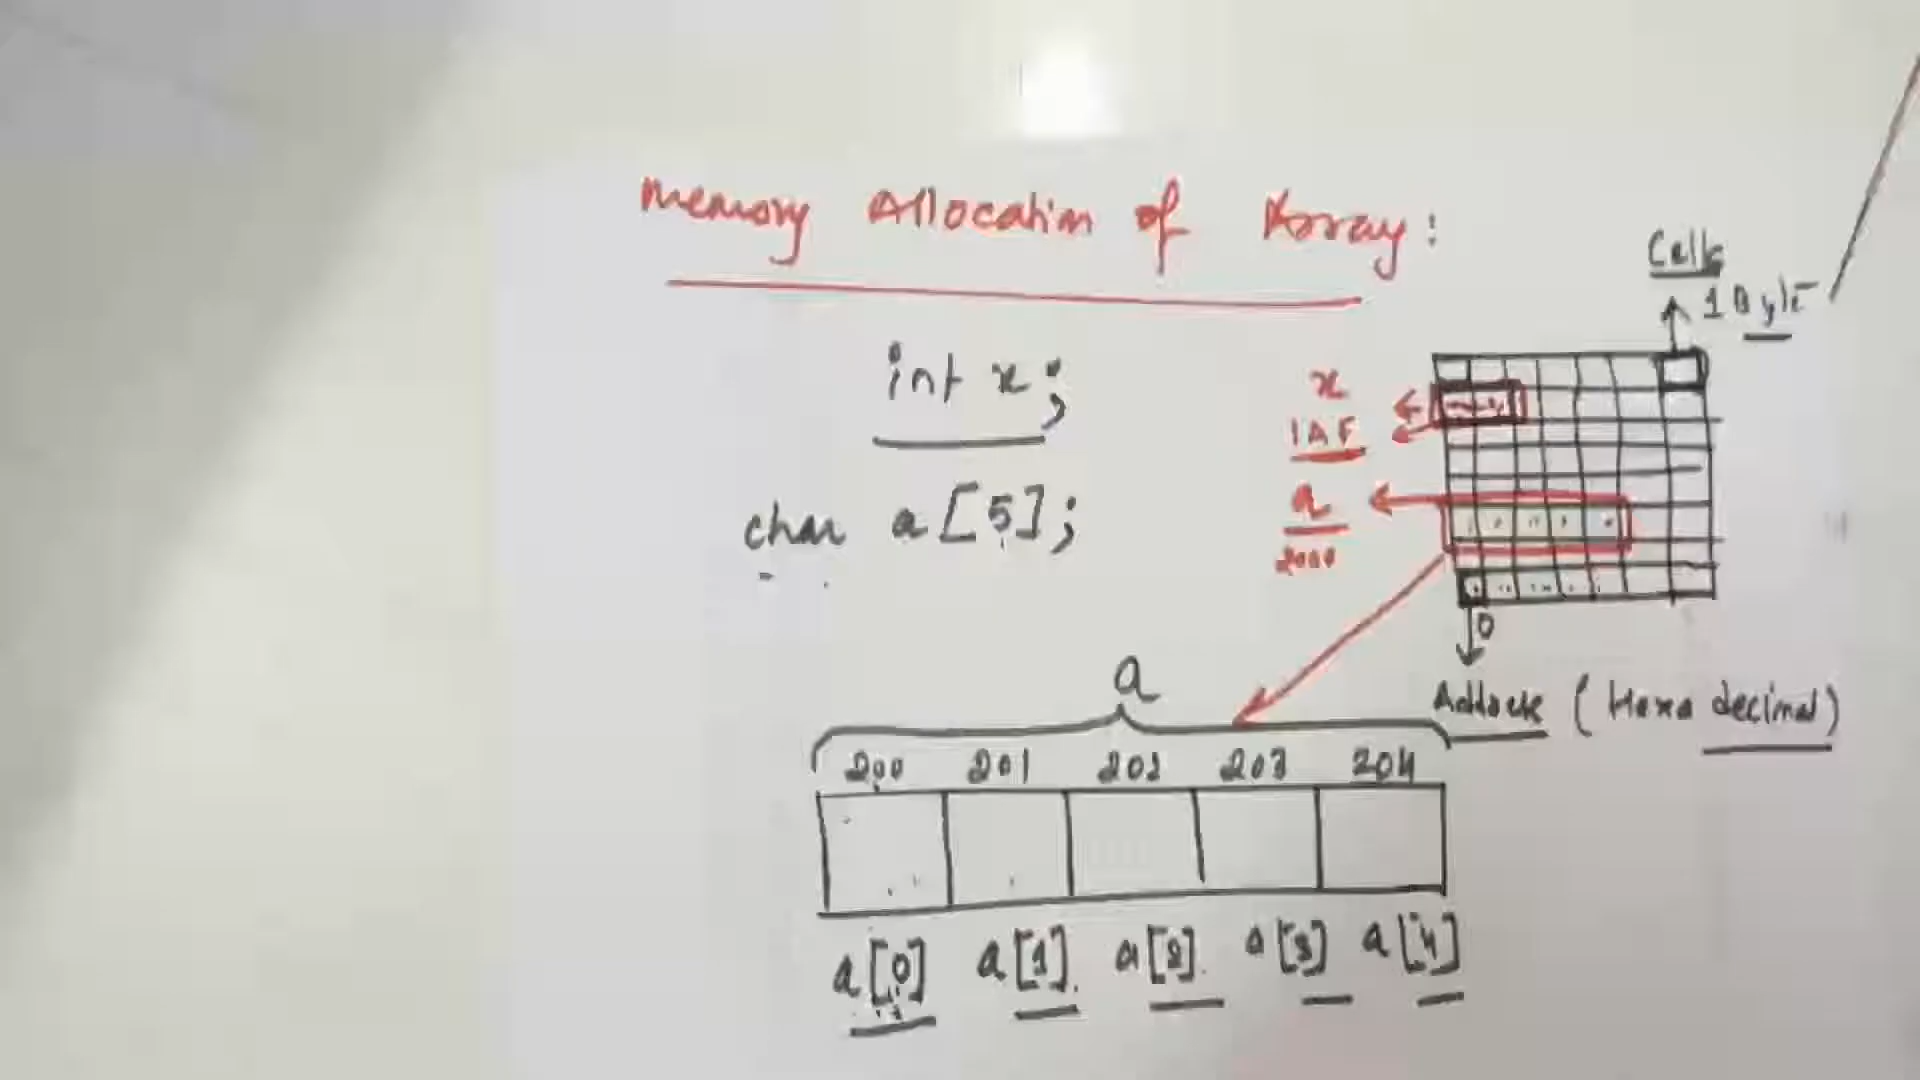 Memory Allocation of Array:
Cells
1 Byte
int x;
x
1AF
char a[5];
a
2000
0
Address (Hexa decimal)
a
200 201 202 203 204
a[0] a[1] a[2] a[3] a[4]